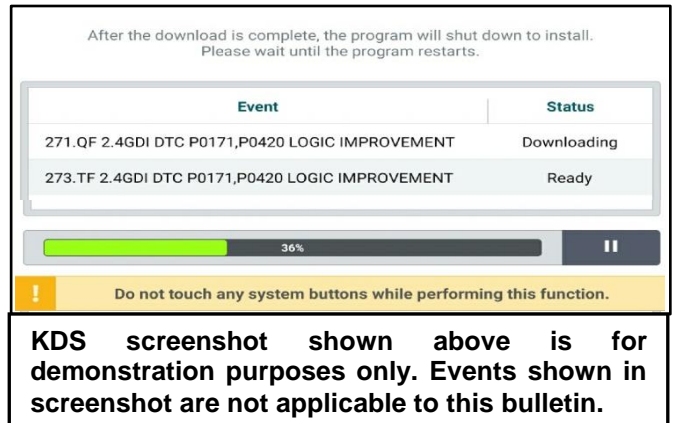 After the download is complete, the program will shut down to install.
Please wait until the program restarts.
Event Status
271.QF 2.4GDI DTC P0171,P0420 LOGIC IMPROVEMENT Downloading
273.TF 2.4GDI DTC P0171,P0420 LOGIC IMPROVEMENT Ready
36%
! Do not touch any system buttons while performing this function.
KDS screenshot shown above is for
demonstration purposes only. Events shown in
screenshot are not applicable to this bulletin.